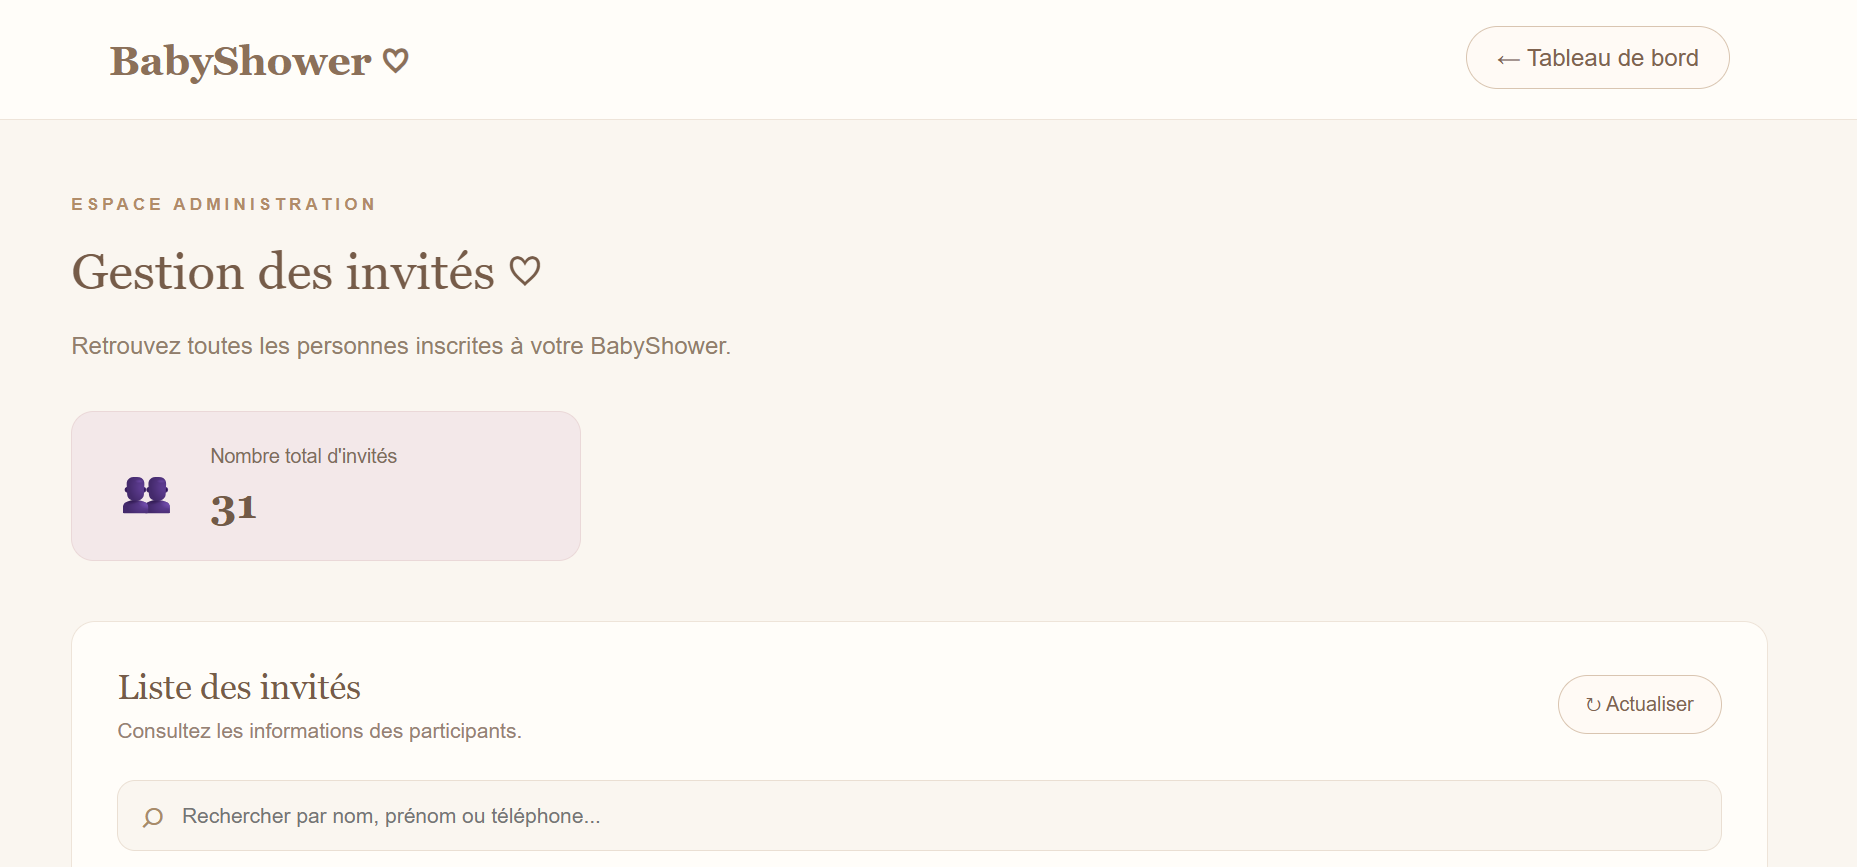 BabyShower ♡
← Tableau de bord
ESPACE ADMINISTRATION
Gestion des invités ♡
Retrouvez toutes les personnes inscrites à votre BabyShower.
Nombre total d'invités
31
Liste des invités
Consultez les informations des participants.
↻ Actualiser
Rechercher par nom, prénom ou téléphone...